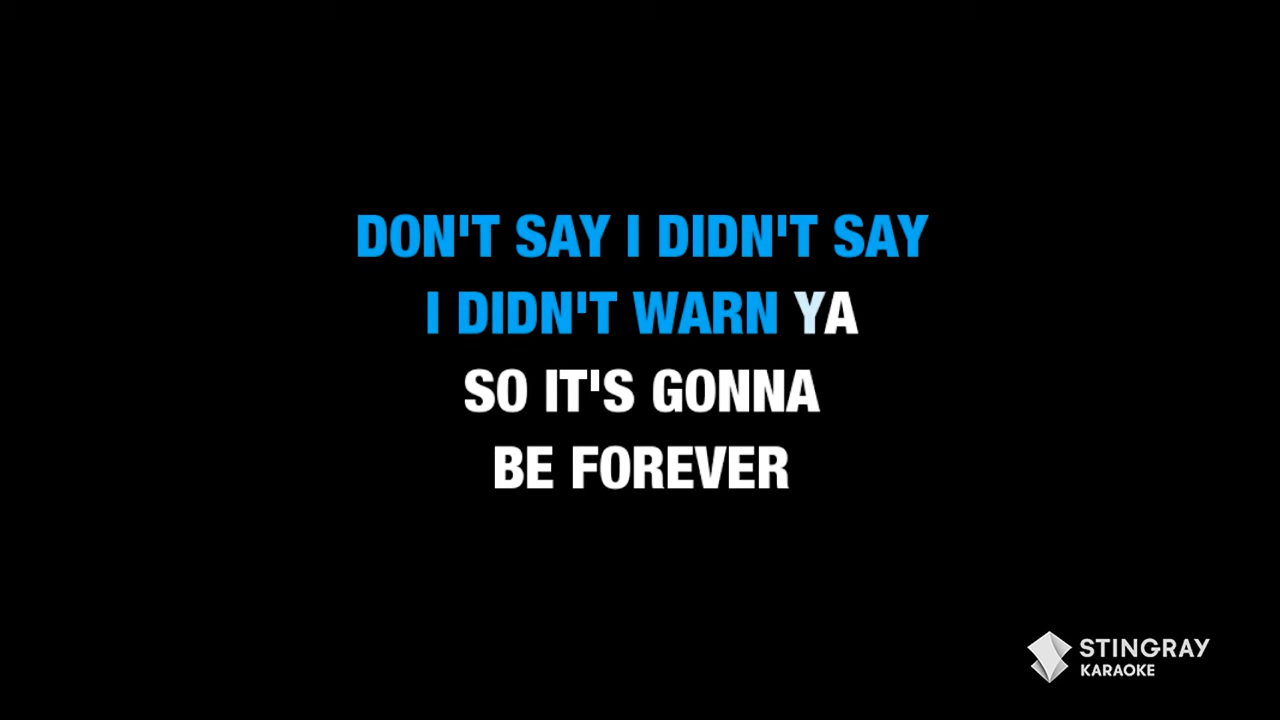 DON'T SAY I DIDN'T SAY
I DIDN'T WARN YA
SO IT'S GONNA
BE FOREVER
STINGRAY
KARAOKE